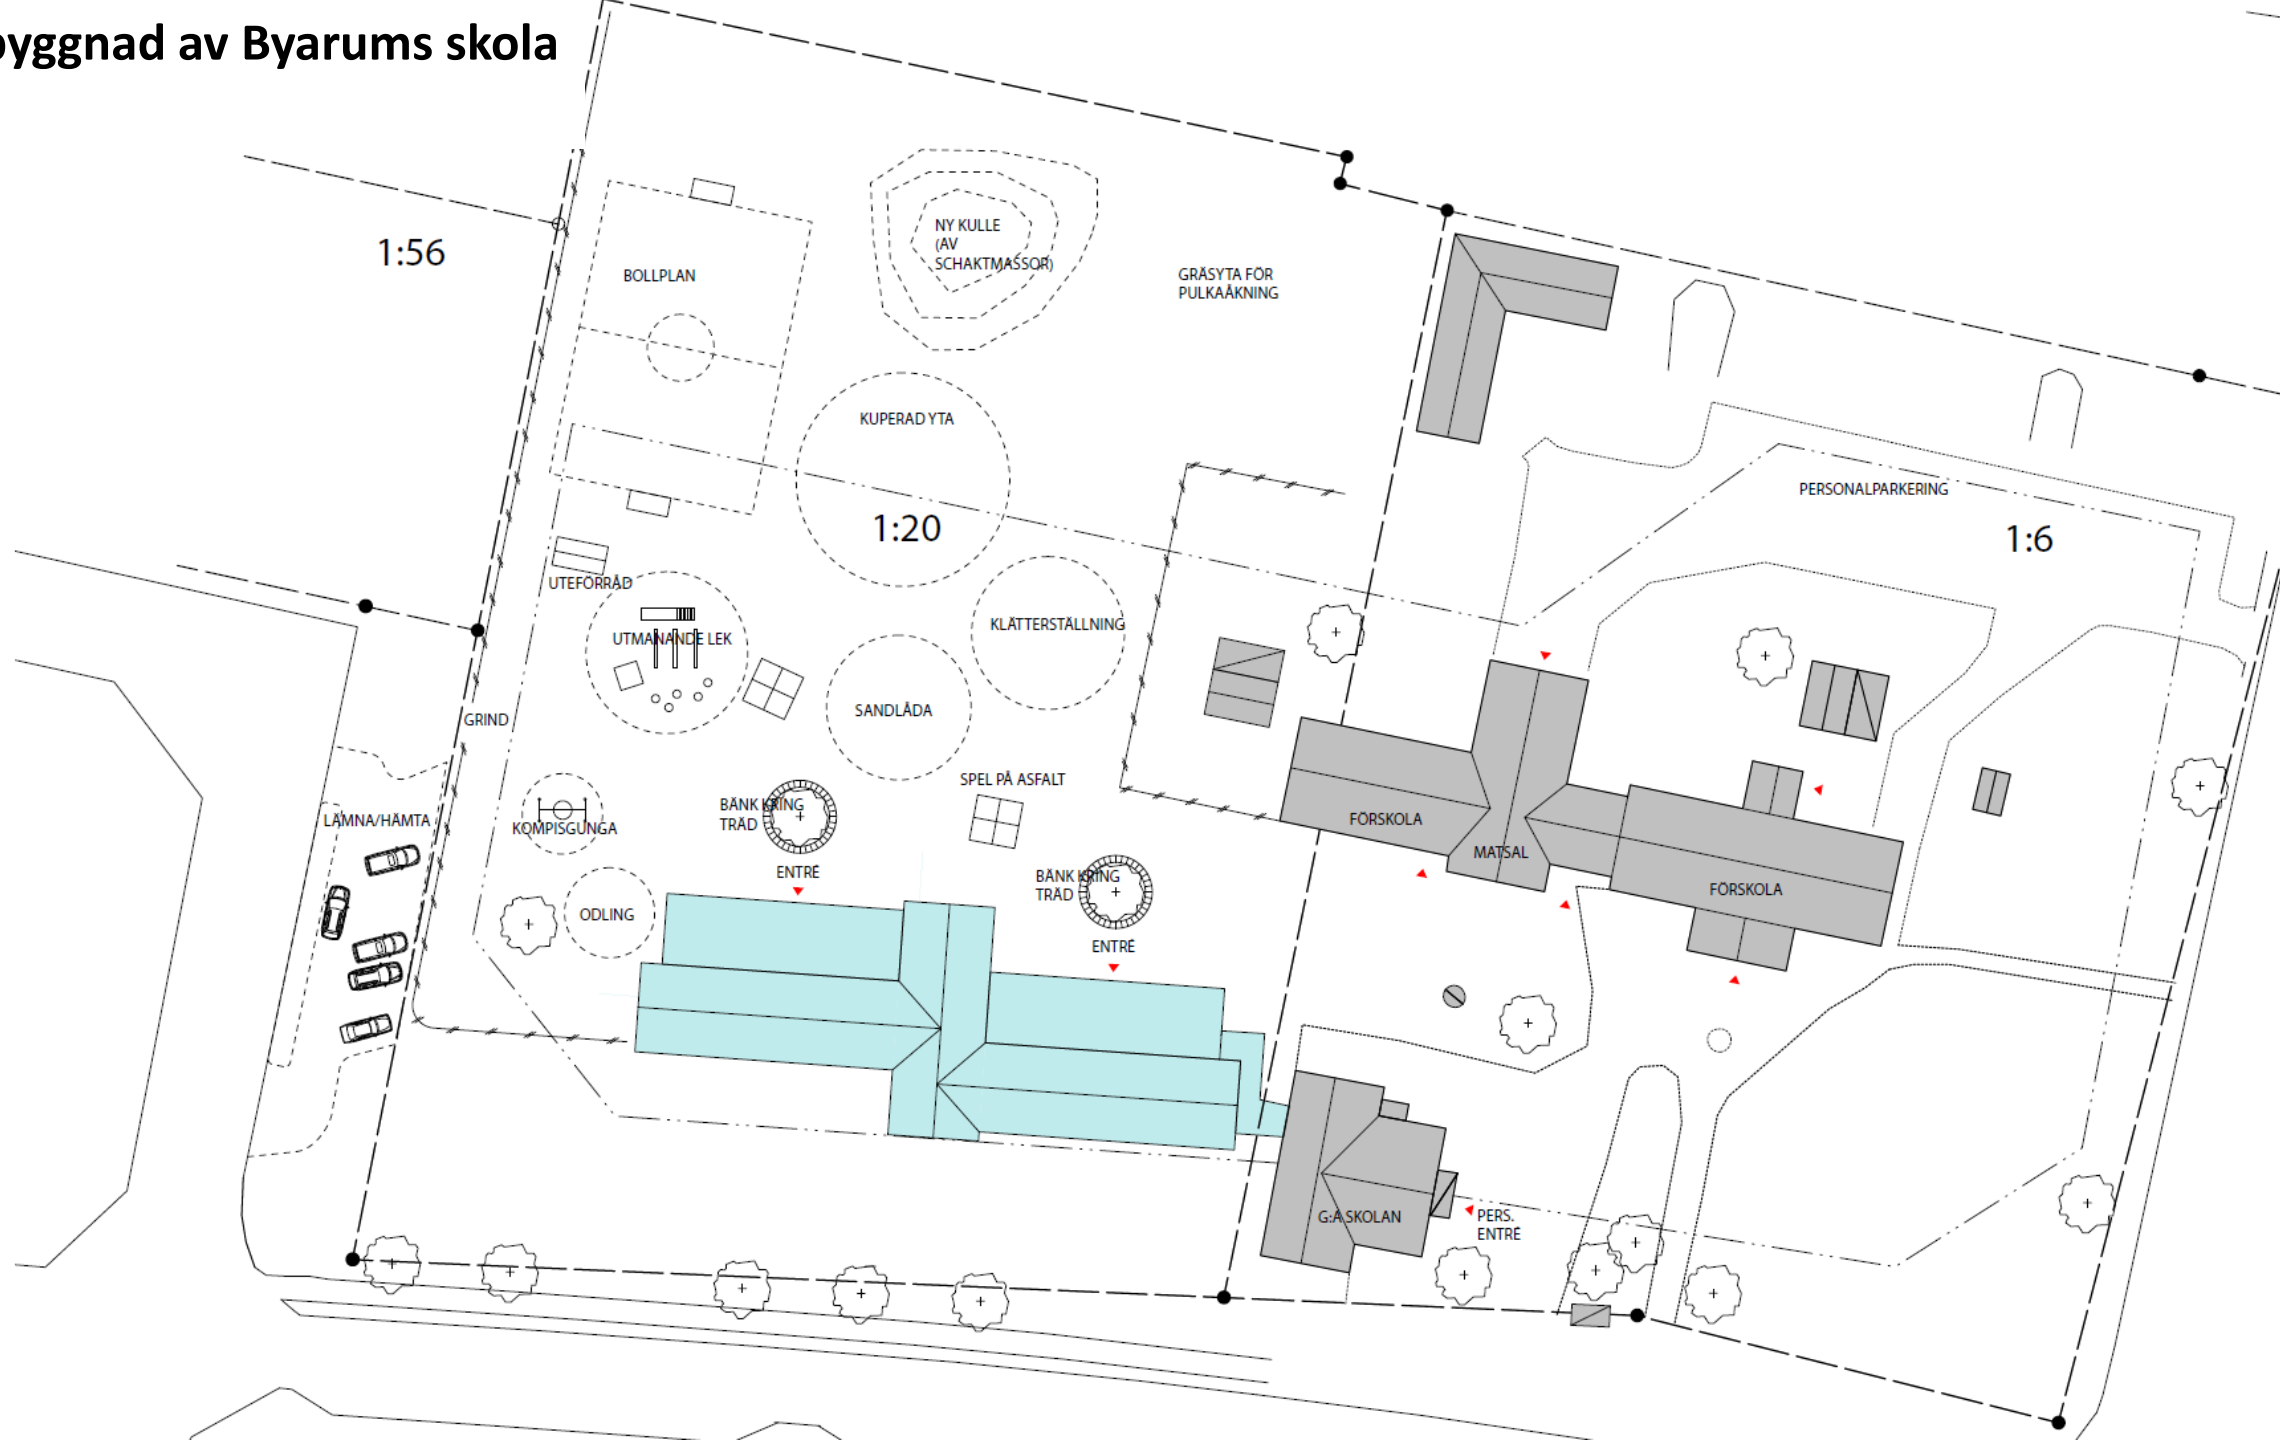 byggnad av Byarums skola
1:56
BOLLPLAN
NY KULLE
(AV
SCHAKTMASSOR)
GRÄSYTA FÖR
PULKAÅKNING
KUPERAD YTA
1:20
PERSONALPARKERING
1:6
UTEFÖRRÅD
UTMANANDE LEK
KLÄTTERSTÄLLNING
SANDLÅDA
GRIND
SPEL PÅ ASFALT
LÄMNA/HÄMTA
KOMPISGUNGA
BÄNK KRING
TRÄD
FÖRSKOLA
MATSAL
ENTRÉ
BÄNK KRING
TRÄD
FÖRSKOLA
ODLING
ENTRÉ
G:A SKOLAN
PERS.
ENTRÉ